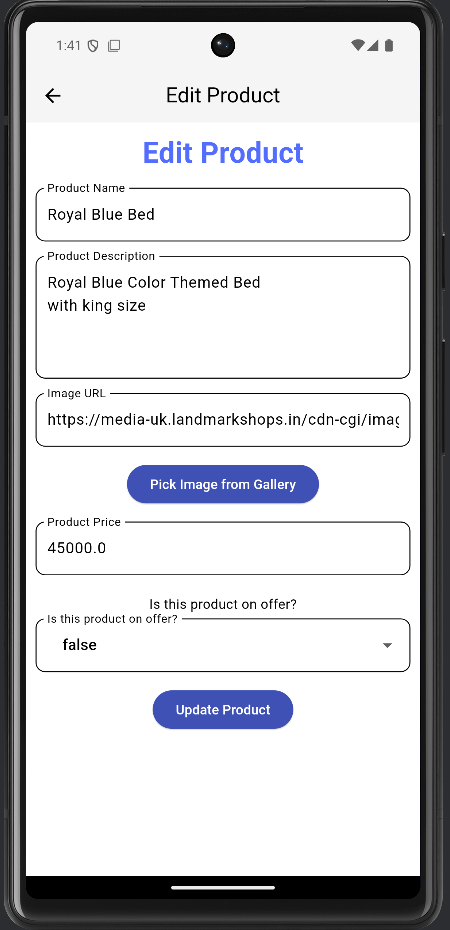 1:41
Edit Product
Edit Product
Product Name
Royal Blue Bed
Product Description
Royal Blue Color Themed Bed
with king size
Image URL
https://media-uk.landmarkshops.in/cdn-cgi/imag
Pick Image from Gallery
Product Price
45000.0
Is this product on offer?
Is this product on offer?
false
Update Product